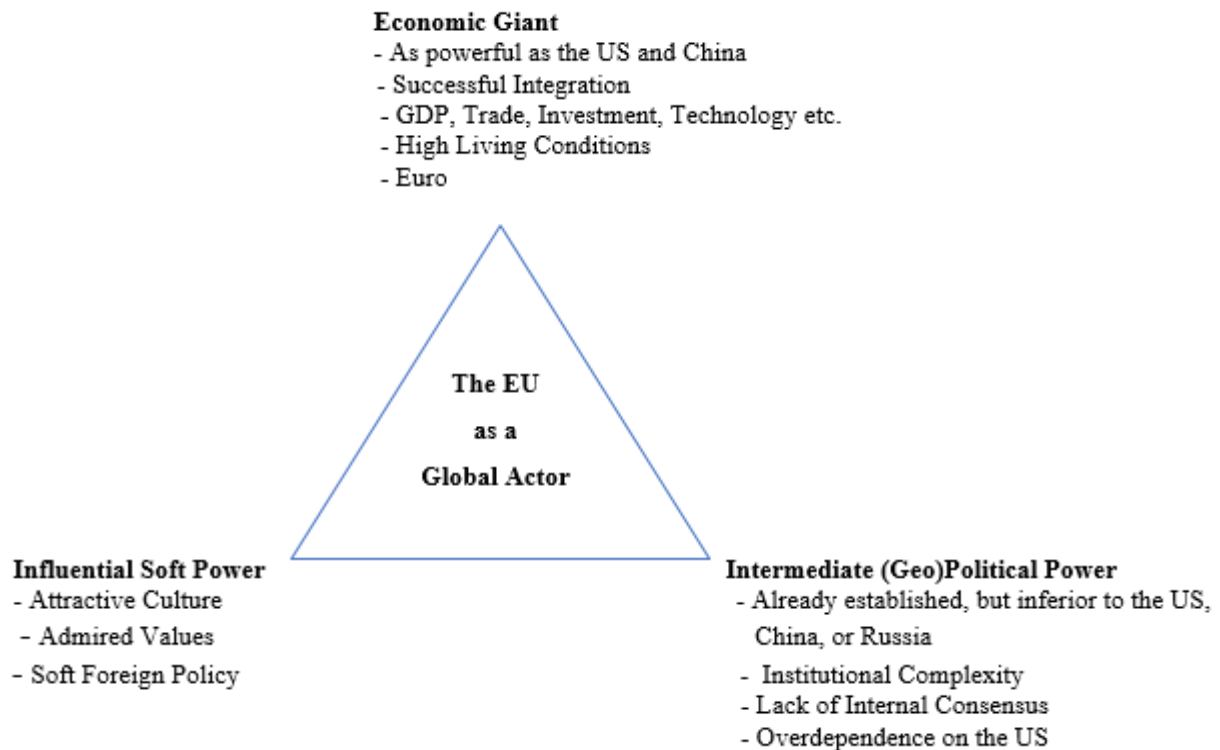 Economic Giant
- As powerful as the US and China
- Successful Integration
- GDP, Trade, Investment, Technology etc.
- High Living Conditions
- Euro
The EU
as a
Global Actor
Influential Soft Power
- Attractive Culture
- Admired Values
- Soft Foreign Policy
Intermediate (Geo)Political Power
- Already established, but inferior to the US,
China, or Russia
- Institutional Complexity
- Lack of Internal Consensus
- Overdependence on the US